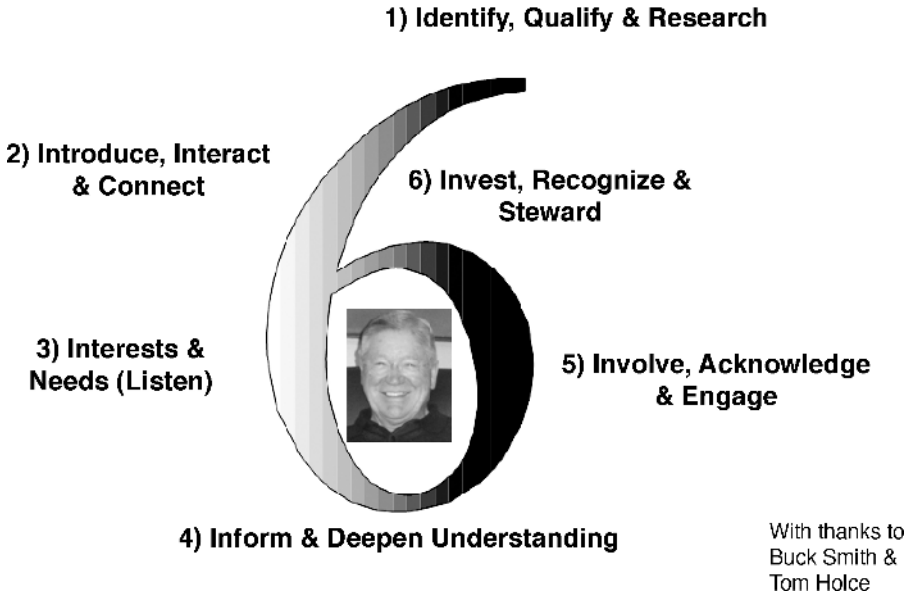 1) Identify, Qualify & Research
2) Introduce, Interact
& Connect
3) Interests &
Needs (Listen)
4) Inform & Deepen Understanding
5) Involve, Acknowledge
& Engage
6) Invest, Recognize &
Steward
6
With thanks to
Buck Smith &
Tom Holce